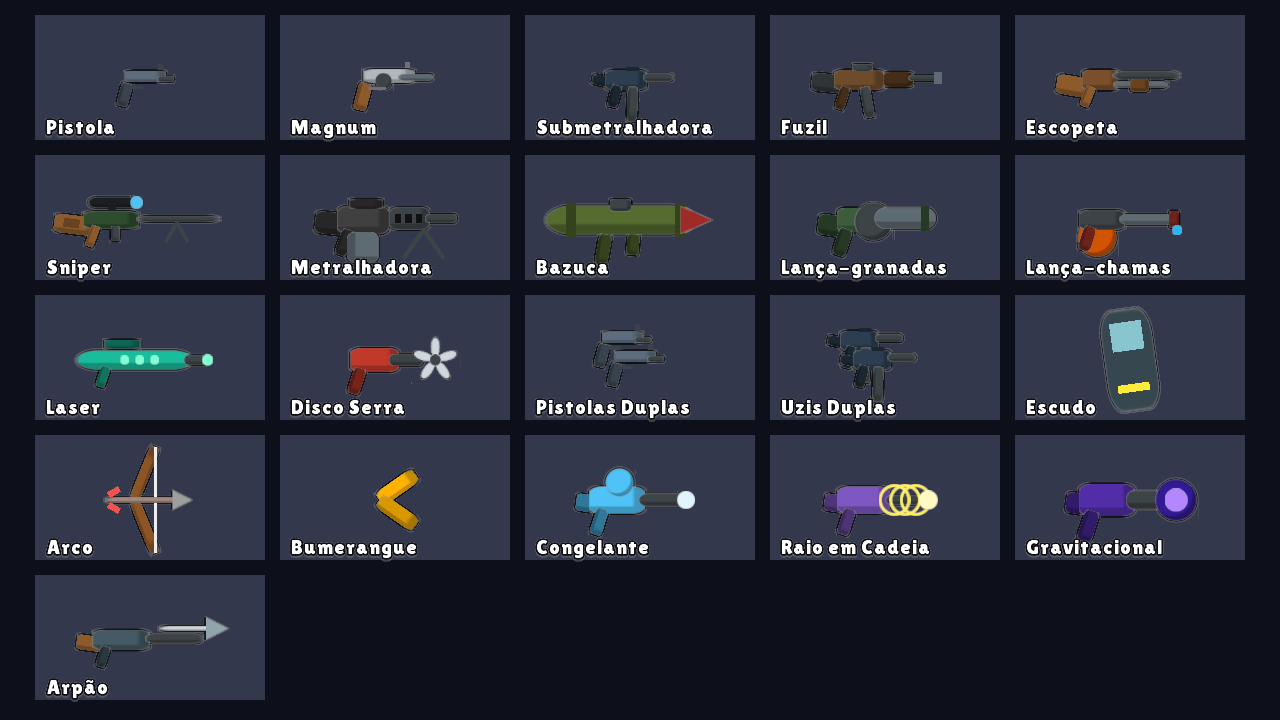 Pistola
Magnum
Submetralhadora
Fuzil
Escopeta
Sniper
Metralhadora
Bazuca
Lança-granadas
Lança-chamas
Laser
Disco Serra
Pistolas Duplas
Uzis Duplas
Escudo
Arco
Bumerangue
Congelante
Raio em Cadeia
Gravitacional
Arpão